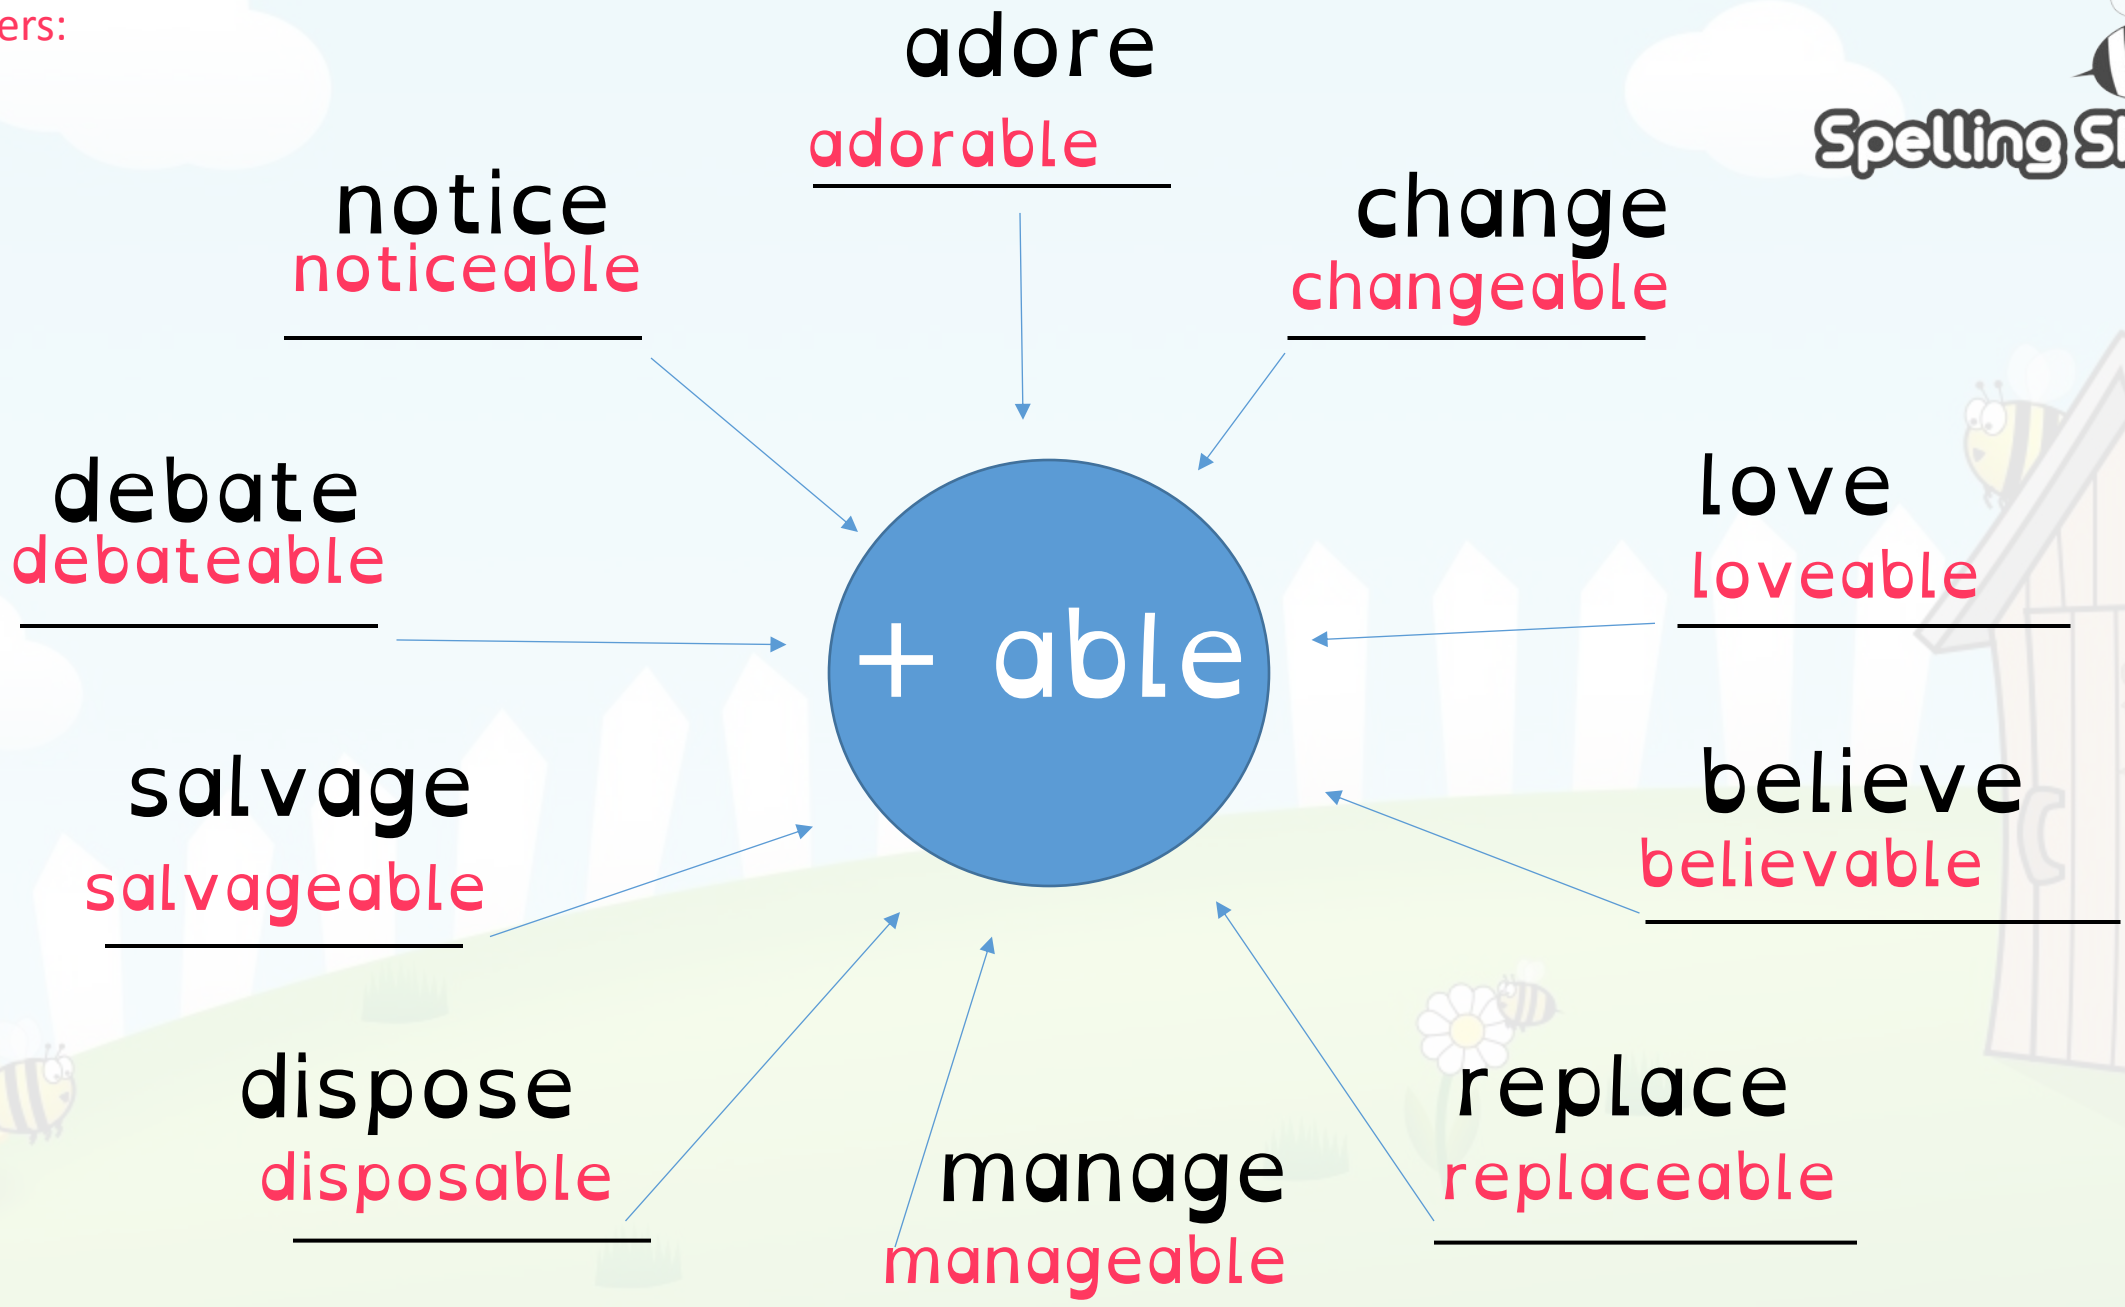 ers:
adore
adorable
Spelling Sh
notice
noticeable
change
changeable
debate
debateable
love
loveable
+ able
salvage
salvageable
believe
believable
dispose
disposable
manage
manageable
replace
replaceable